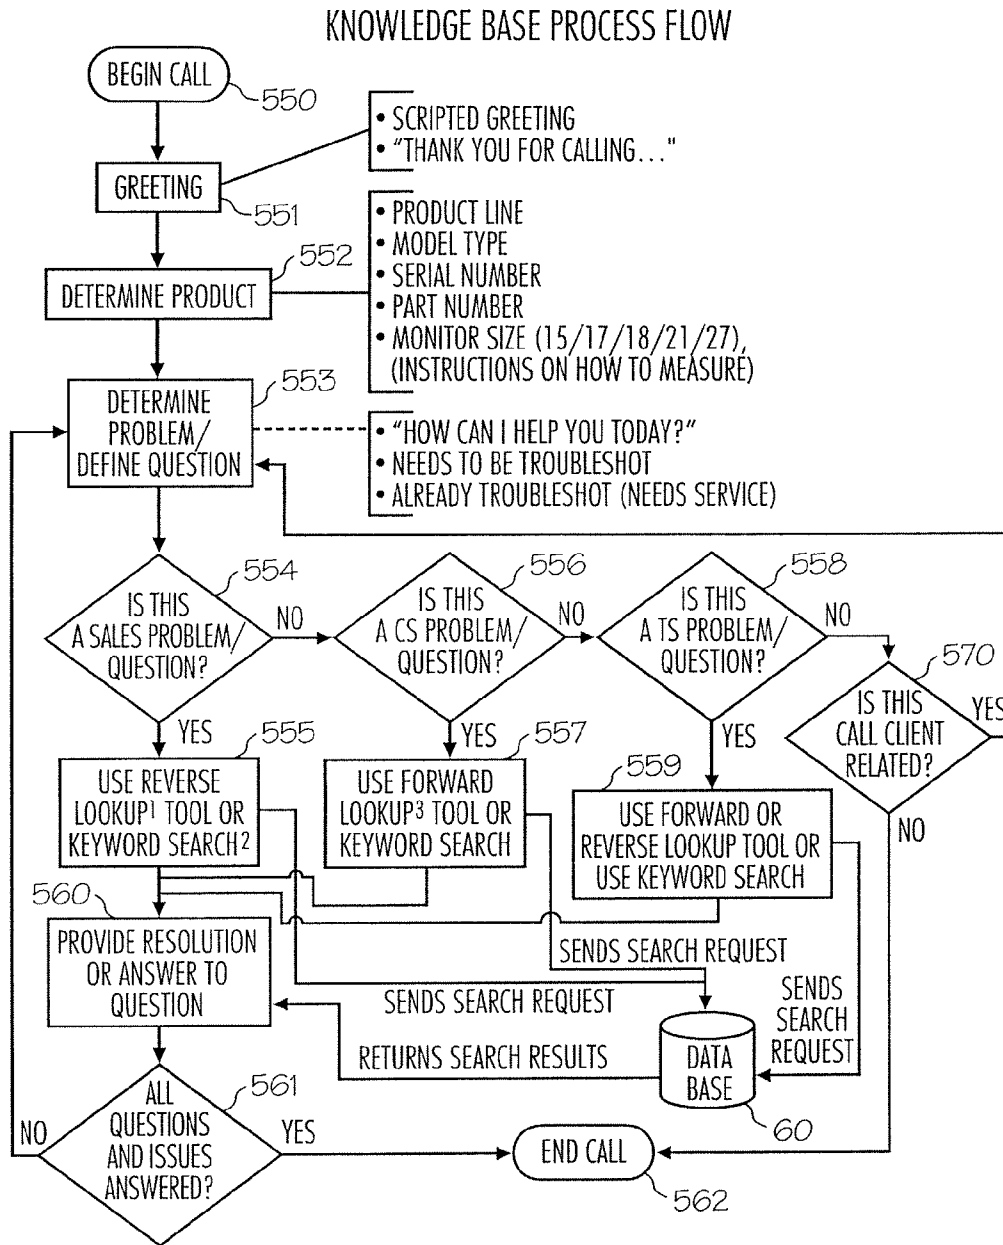 KNOWLEDGE BASE PROCESS FLOW
BEGIN CALL
550
• SCRIPTED GREETING
• "THANK YOU FOR CALLING..."
GREETING
551
• PRODUCT LINE
• MODEL TYPE
• SERIAL NUMBER
• PART NUMBER
• MONITOR SIZE (15/17/18/21/27),
(INSTRUCTIONS ON HOW TO MEASURE)
552
DETERMINE PRODUCT
553
DETERMINE
PROBLEM/
DEFINE QUESTION
• "HOW CAN I HELP YOU TODAY?"
• NEEDS TO BE TROUBLESHOT
• ALREADY TROUBLESHOT (NEEDS SERVICE)
554
IS THIS
A SALES PROBLEM/
QUESTION?
NO
YES
556
IS THIS
A CS PROBLEM/
QUESTION?
NO
YES
558
IS THIS
A TS PROBLEM/
QUESTION?
NO
YES
570
IS THIS
CALL CLIENT
RELATED?
YES
NO
555
USE REVERSE
LOOKUP1 TOOL OR
KEYWORD SEARCH2
557
USE FORWARD
LOOKUP3 TOOL OR
KEYWORD SEARCH
559
USE FORWARD OR
REVERSE LOOKUP TOOL OR
USE KEYWORD SEARCH
560
PROVIDE RESOLUTION
OR ANSWER TO
QUESTION
SENDS SEARCH REQUEST
SENDS SEARCH REQUEST
SENDS
SEARCH
REQUEST
RETURNS SEARCH RESULTS
DATA
BASE
60
561
ALL
QUESTIONS
AND ISSUES
ANSWERED?
NO
YES
END CALL
562